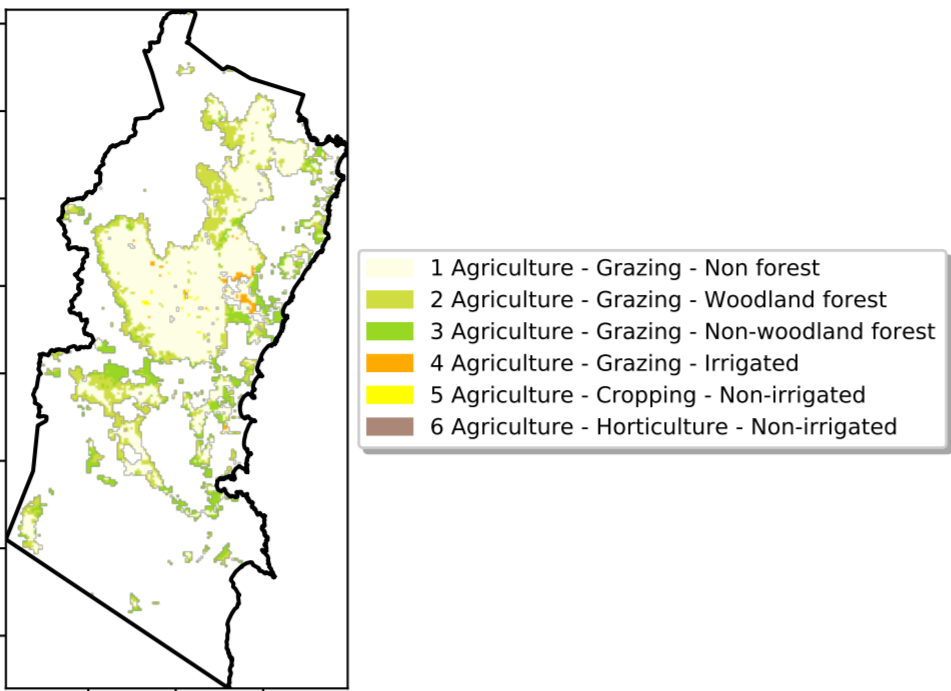 1 Agriculture - Grazing - Non forest
2 Agriculture - Grazing - Woodland forest
3 Agriculture - Grazing - Non-woodland forest
4 Agriculture - Grazing - Irrigated
5 Agriculture - Cropping - Non-irrigated
6 Agriculture - Horticulture - Non-irrigated